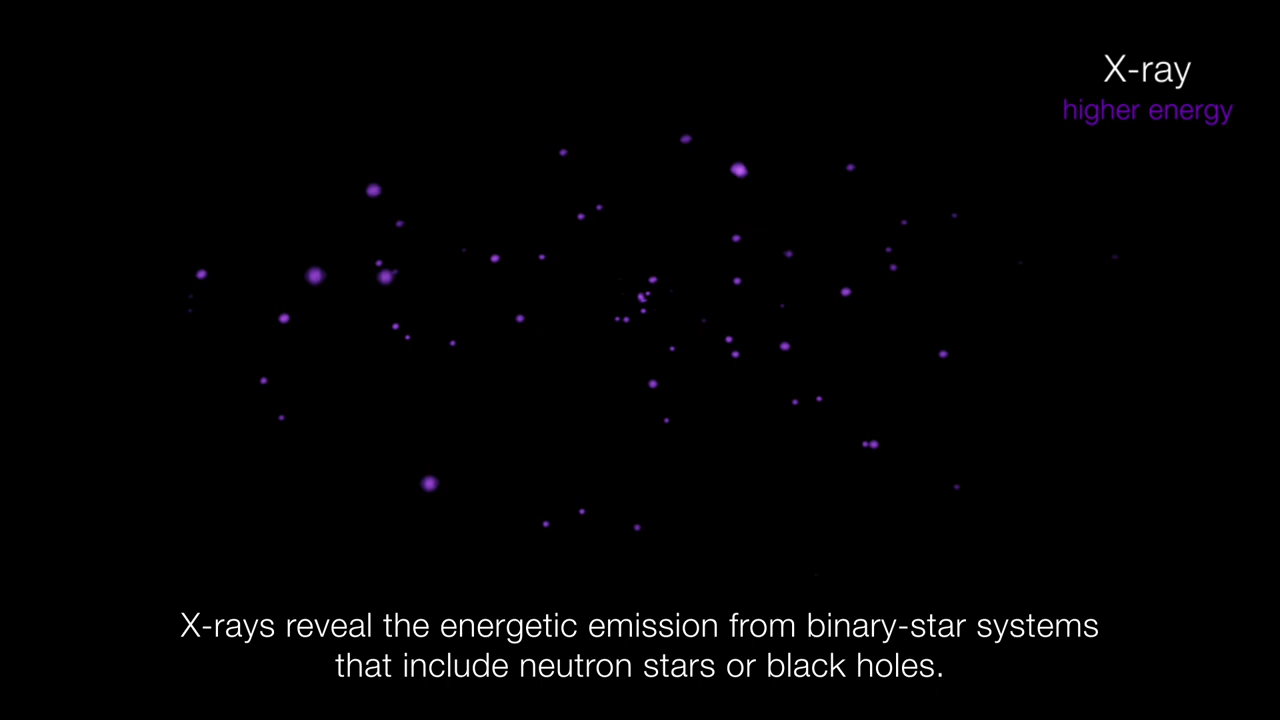 X-ray
higher energy
X-rays reveal the energetic emission from binary-star systems
that include neutron stars or black holes.